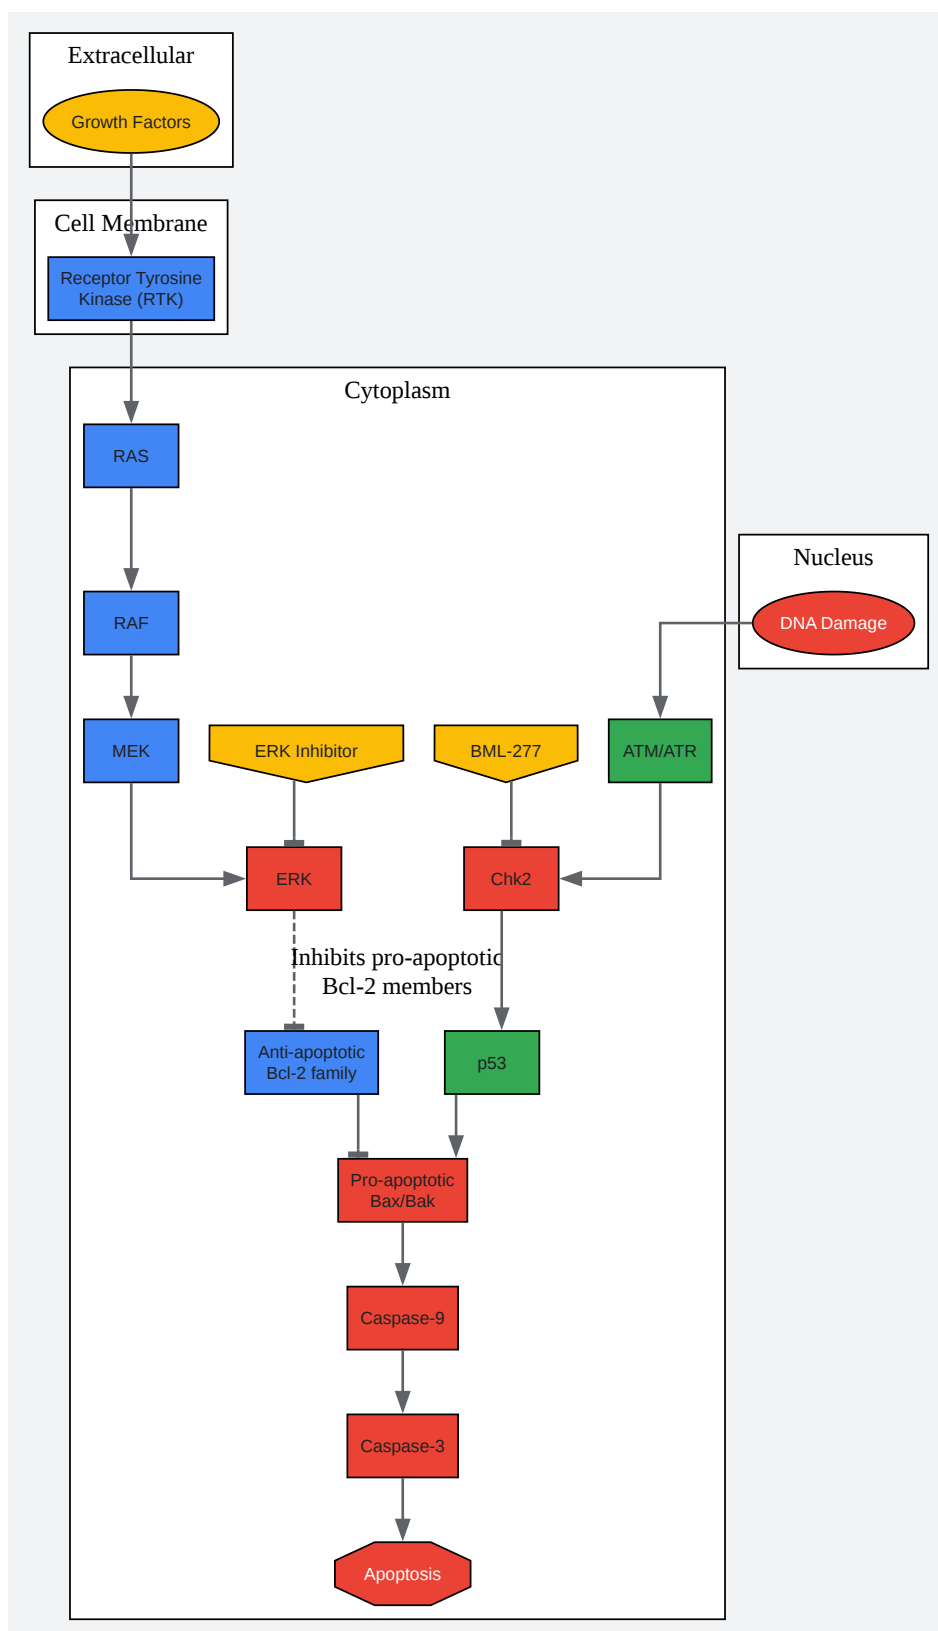 Extracellular
Growth Factors
Cell Membrane
Receptor Tyrosine
Kinase (RTK)
Cytoplasm
RAS
Nucleus
RAF
DNA Damage
MEK
ERK Inhibitor
BML-277
ATM/ATR
ERK
Chk2
Inhibits pro-apoptotic
Bcl-2 members
Anti-apoptotic
Bcl-2 family
p53
Pro-apoptotic
Bax/Bak
Caspase-9
Caspase-3
Apoptosis